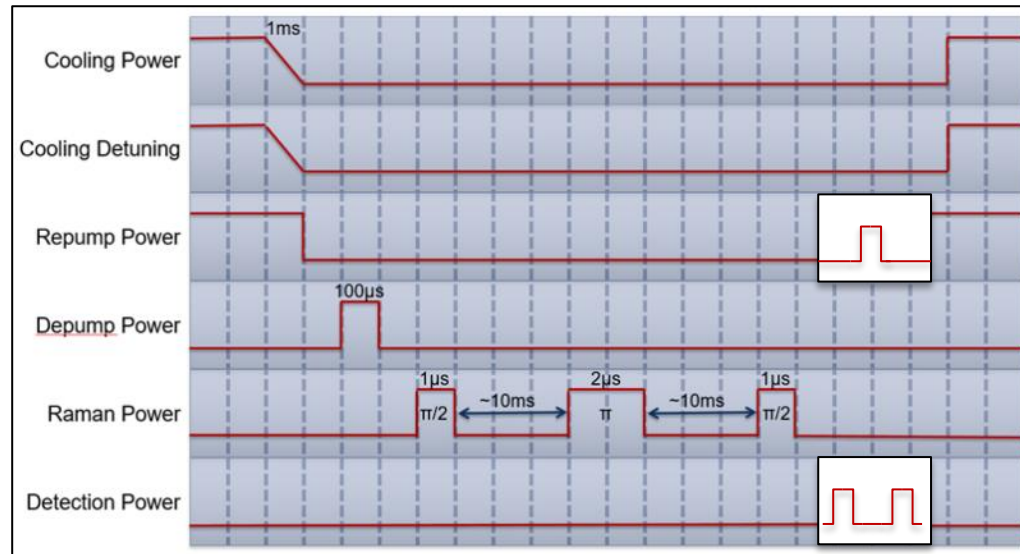 Cooling Power
1ms
Cooling Detuning
Repump Power
Depump Power
100µs
Raman Power
1µs
π/2
~10ms
2µs
π
~10ms
1µs
π/2
Detection Power